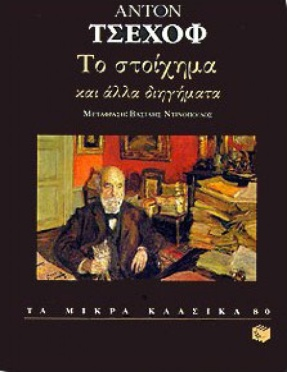 ΑΝΤΟΝ
ΤΣΕΧΟΦ
Το στοίχημα
και άλλα διηγήματα
ΜΕΤΑΦΡΑΣΗ: ΒΑΣΙΛΗΣ ΝΤΙΝΟΠΟΥΛΟΣ
ΤΑ ΜΙΚΡΑ ΚΛΑΣΙΚΑ 80